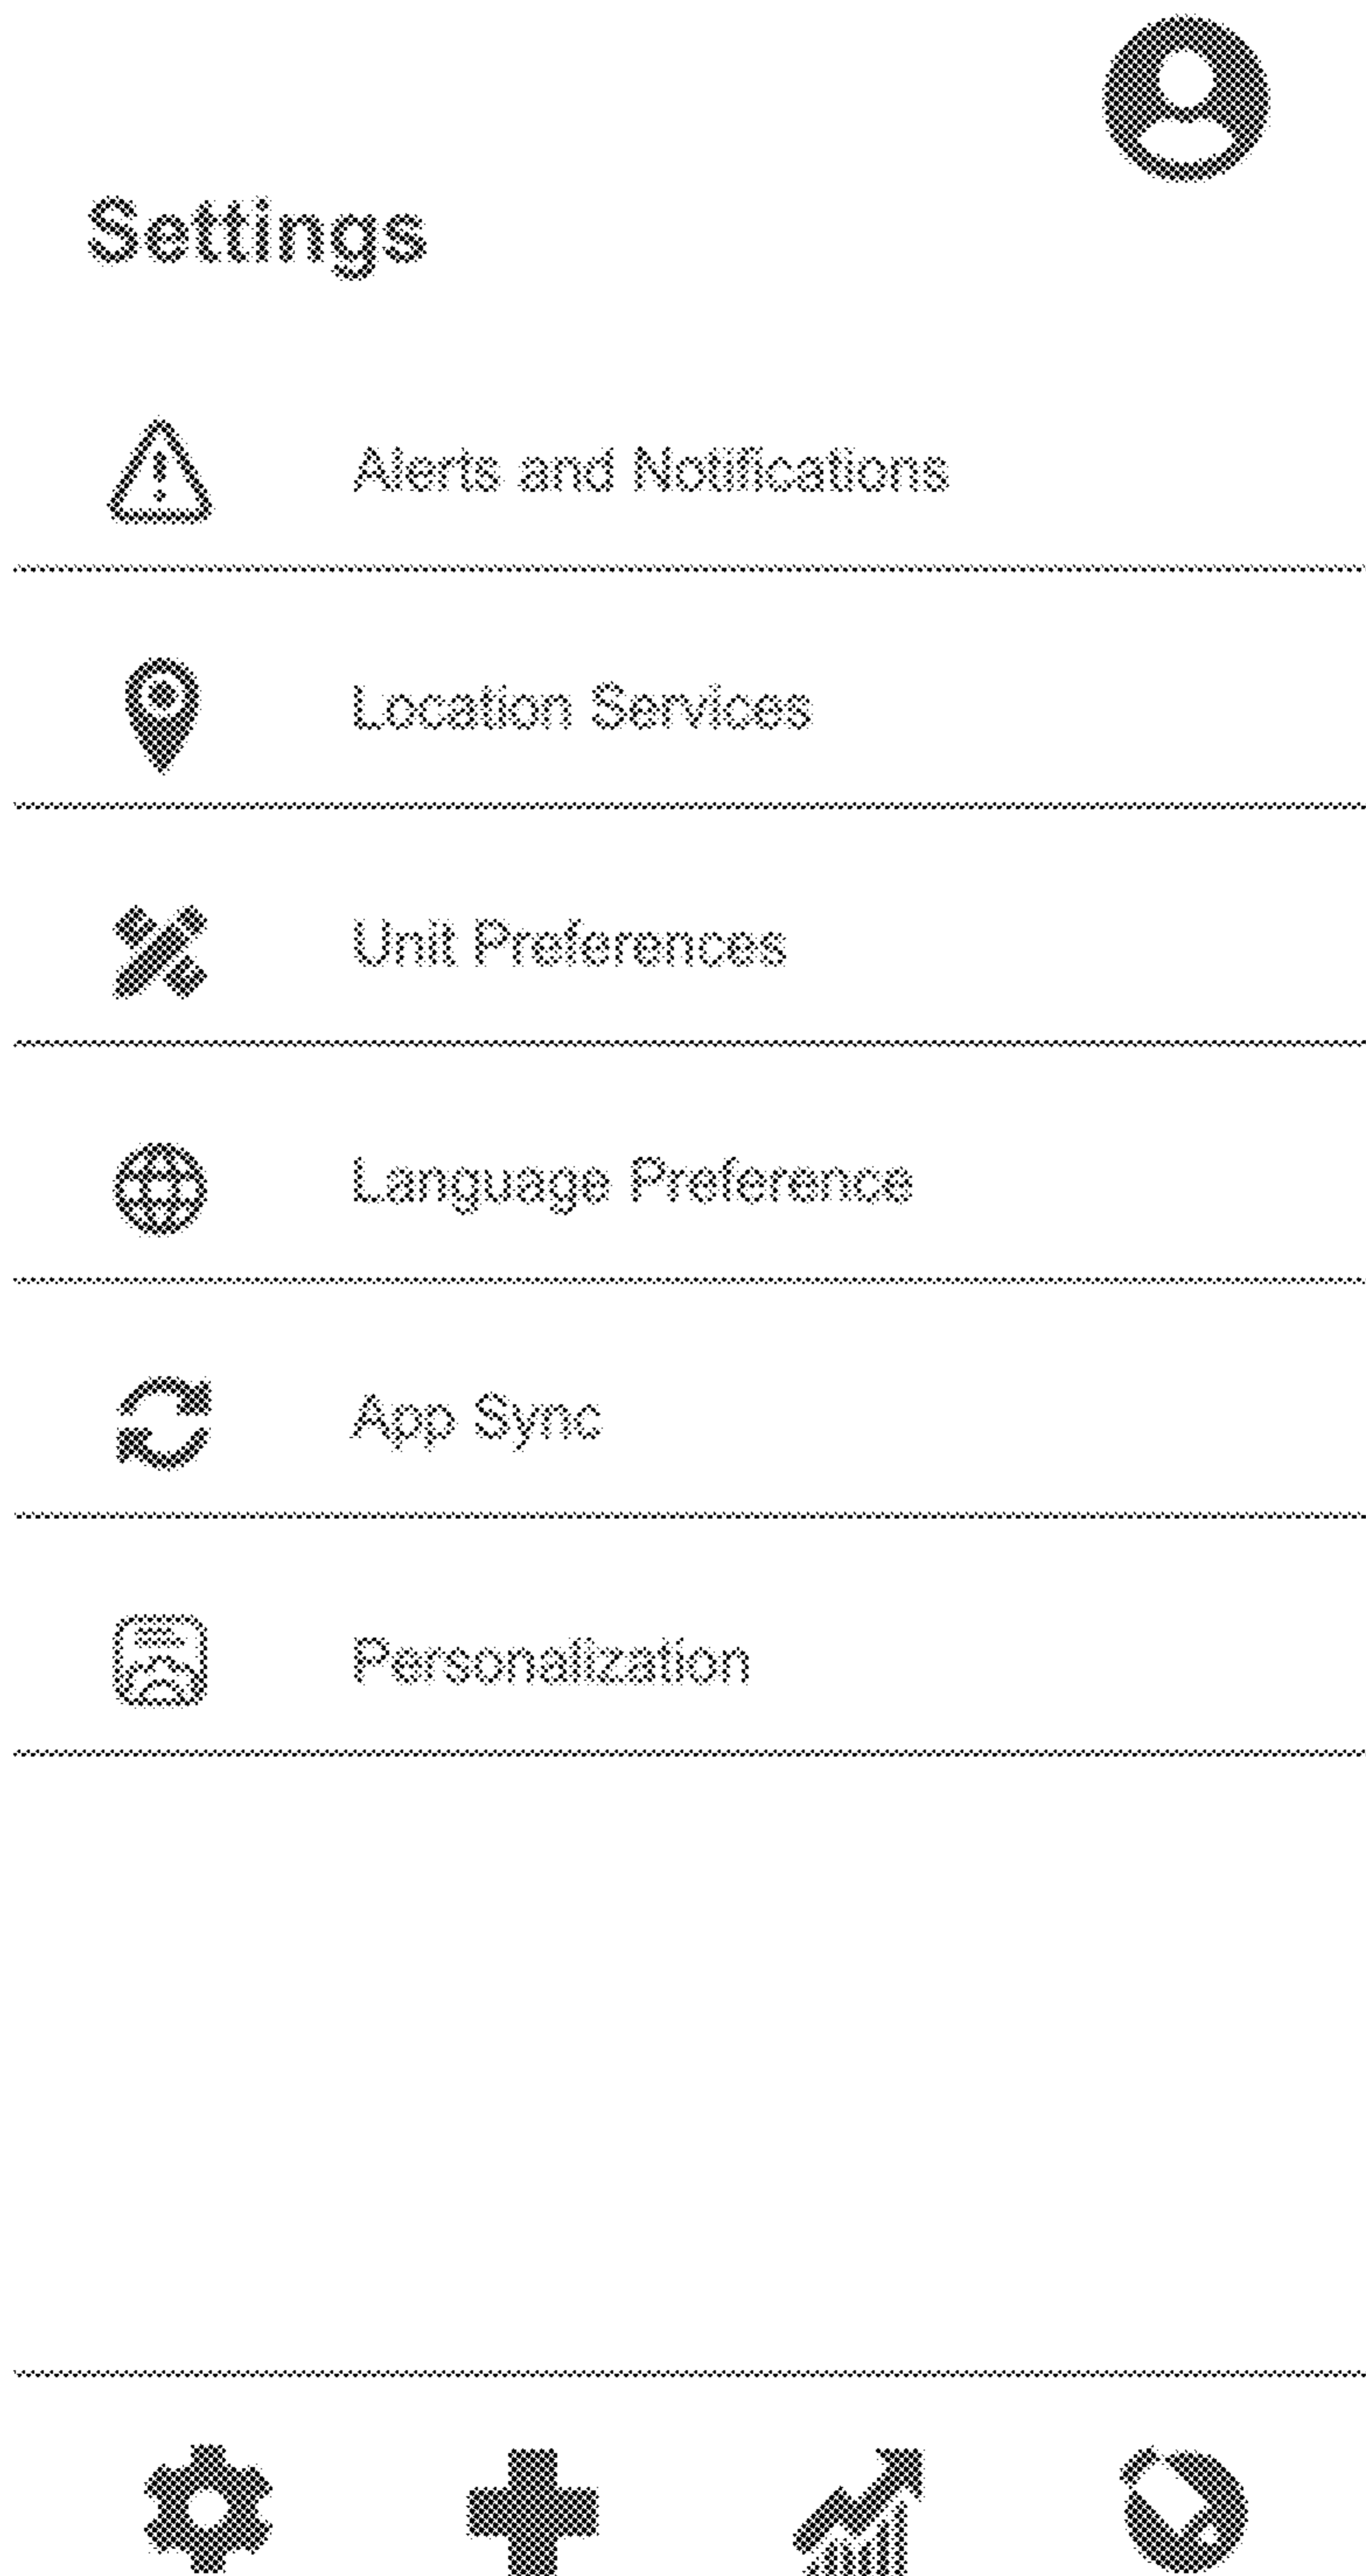 Settings
Alerts and Notifications
Location Services
Unit Preferences
Language Preference
App Sync
Personalization